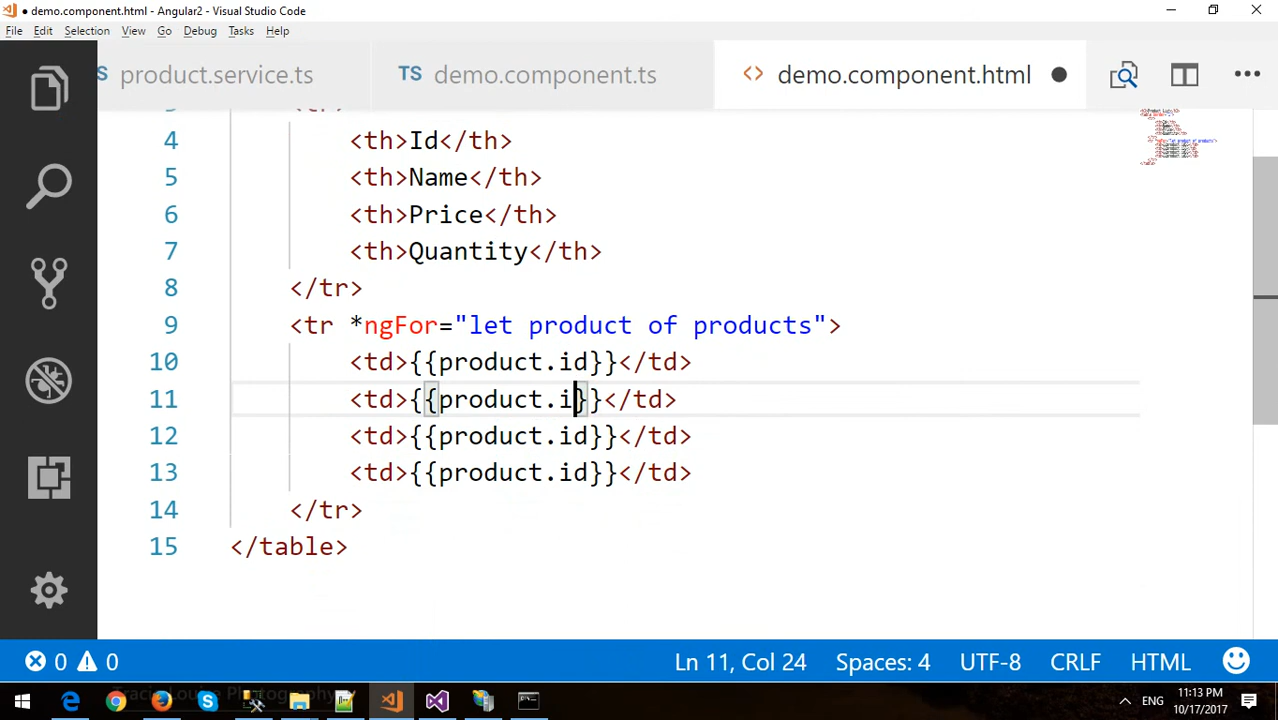 demo.component.html - Angular2 - Visual Studio Code
File Edit Selection View Go Debug Tasks Help
product.service.ts TS demo.component.ts <> demo.component.html
4 <th>Id</th>
5 <th>Name</th>
6 <th>Price</th>
7 <th>Quantity</th>
8 </tr>
9 <tr *ngFor="let product of products">
10 <td>{{product.id}}</td>
11 <td>{{product.i}}</td>
12 <td>{{product.id}}</td>
13 <td>{{product.id}}</td>
14 </tr>
15 </table>
0 0 Ln 11, Col 24 Spaces: 4 UTF-8 CRLF HTML
ENG 11:13 PM
10/17/2017